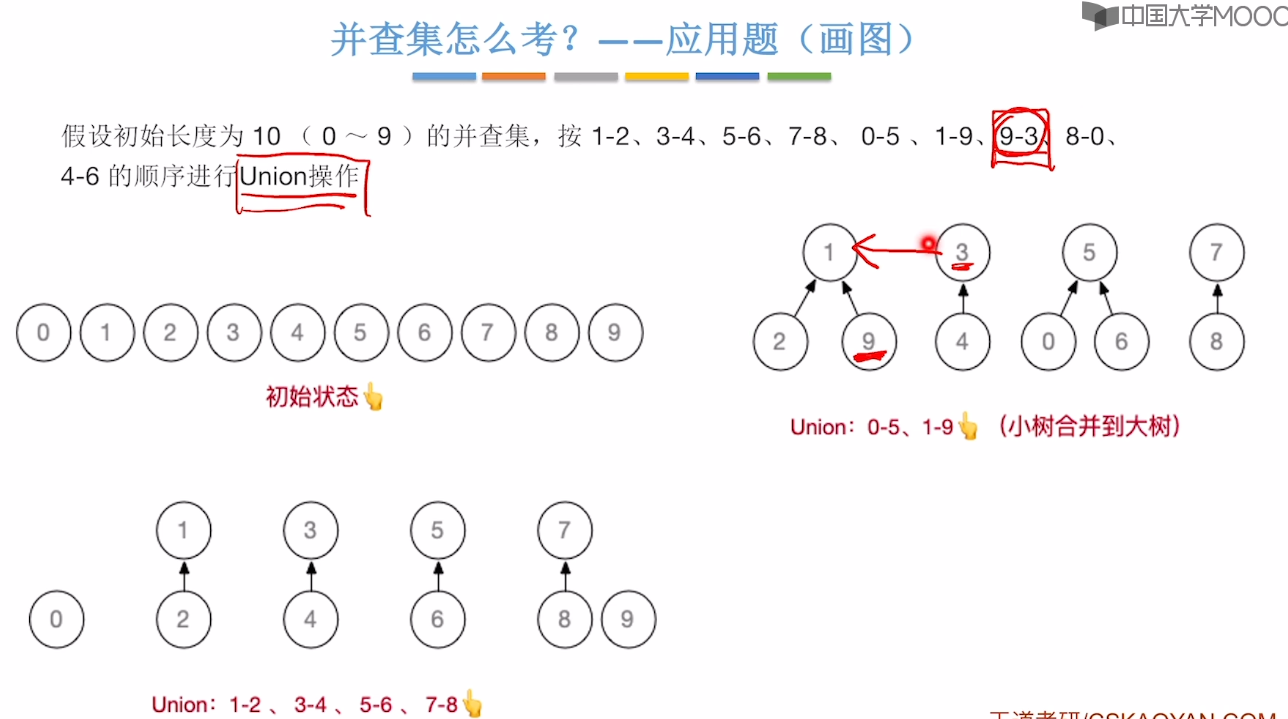 中国大学MOOC
并查集怎么考？——应用题（画图）
假设初始长度为 10 （ 0 ～ 9 ）的并查集，按 1-2、3-4、5-6、7-8、 0-5 、1-9、9-3、8-0、
4-6 的顺序进行Union操作
1 3 5 7
2 9 4 0 6 8
0 1 2 3 4 5 6 7 8 9
初始状态👆
Union：0-5、1-9👆（小树合并到大树）
1 3 5 7
0 2 4 6 8 9
Union：1-2 、 3-4 、 5-6 、 7-8👆
王道考研/CSKAOYAN.COM